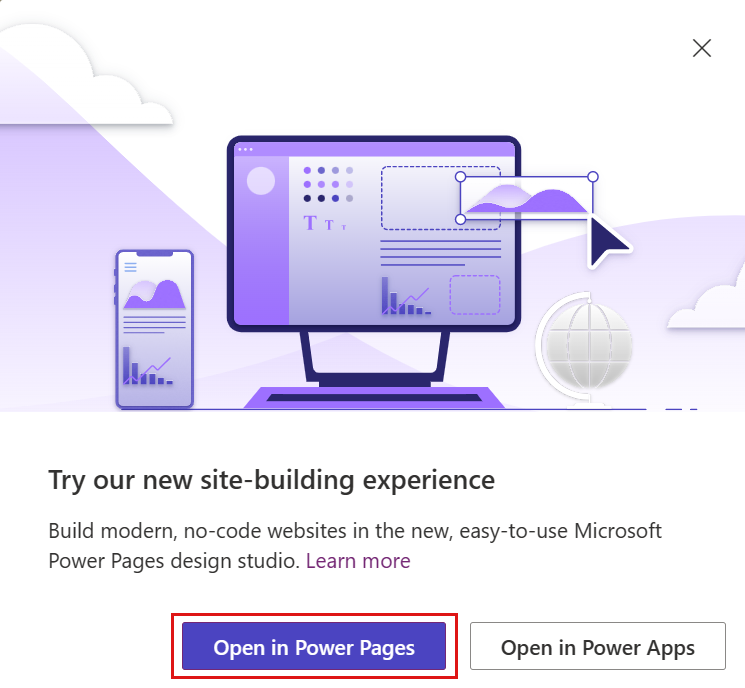 T T T
Try our new site-building experience
Build modern, no-code websites in the new, easy-to-use Microsoft
Power Pages design studio. Learn more
Open in Power Pages
Open in Power Apps